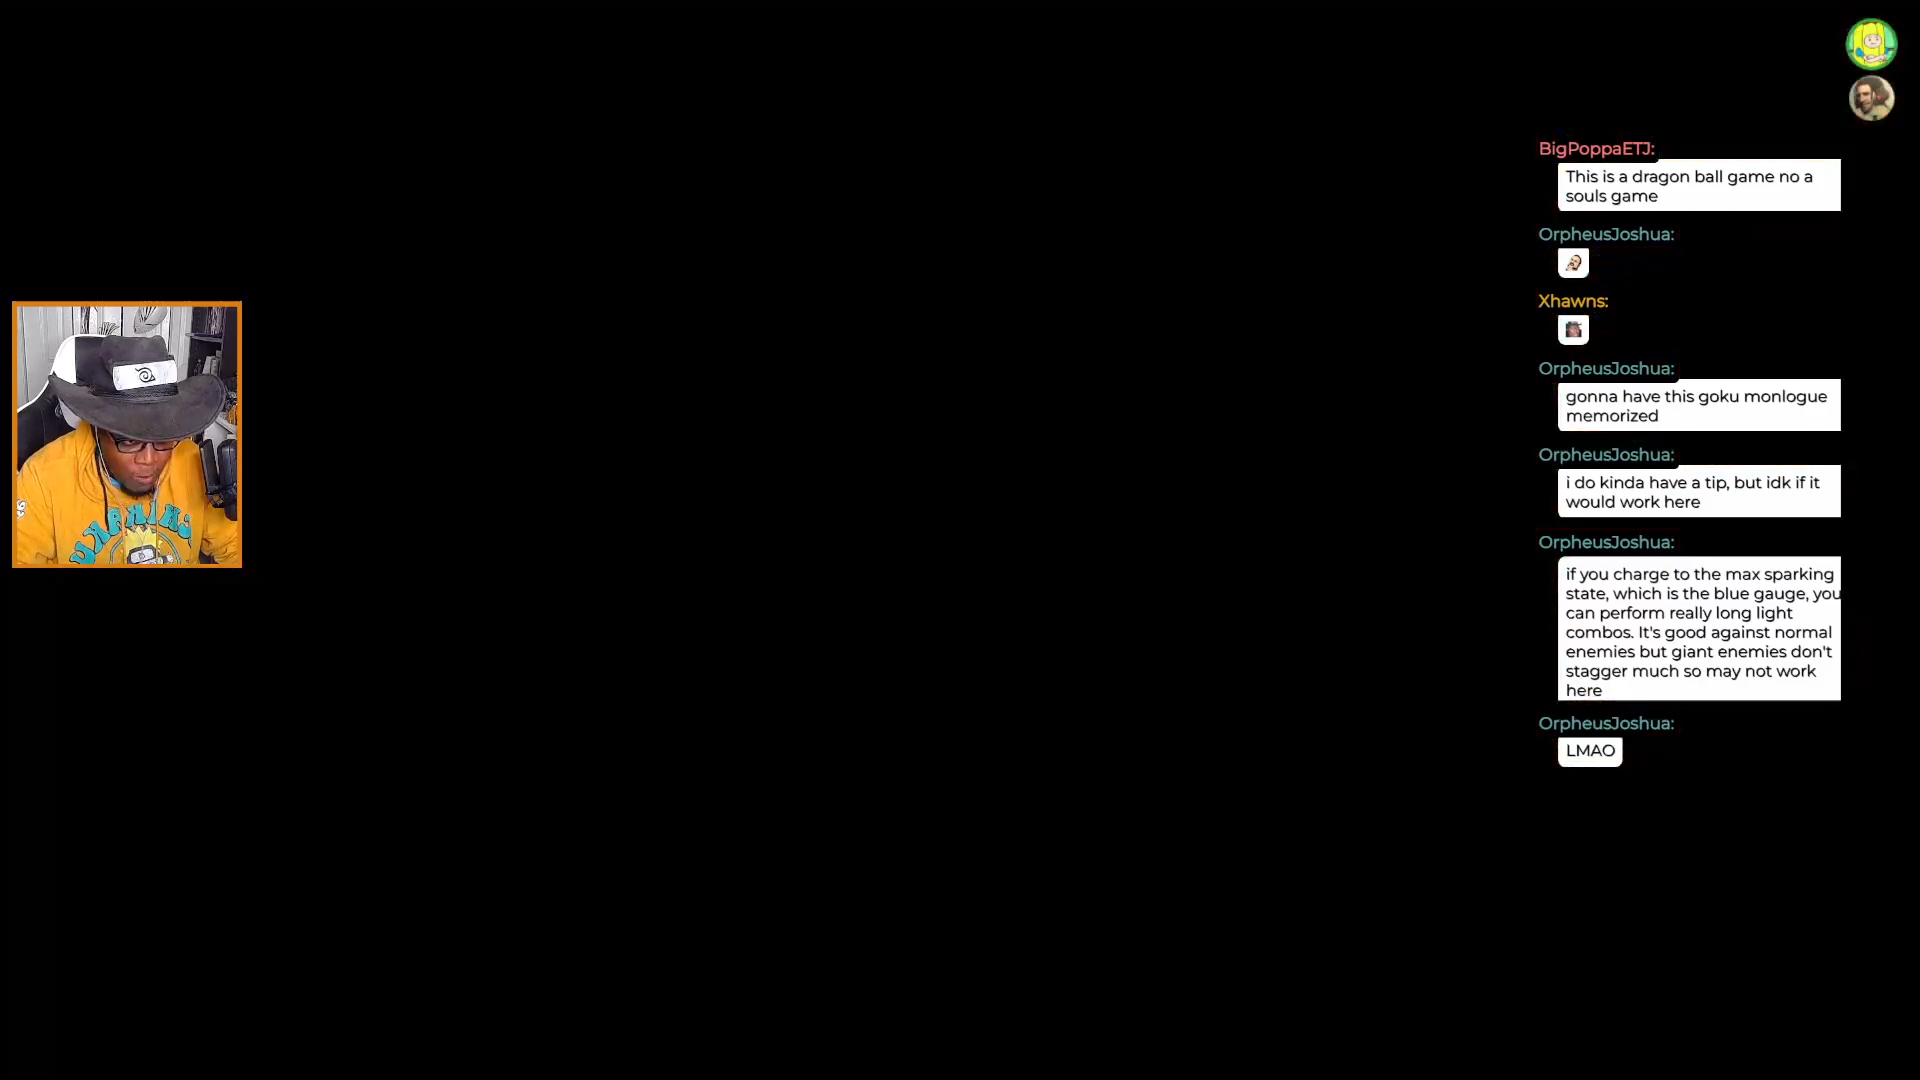 BigPoppaETJ:
This is a dragon ball game no a
souls game
OrpheusJoshua:
Xhawns:
OrpheusJoshua:
gonna have this goku monlogue
memorized
OrpheusJoshua:
i do kinda have a tip, but idk if it
would work here
OrpheusJoshua:
if you charge to the max sparking
state, which is the blue gauge, you
can perform really long light
combos. It's good against normal
enemies but giant enemies don't
stagger much so may not work
here
OrpheusJoshua:
LMAO